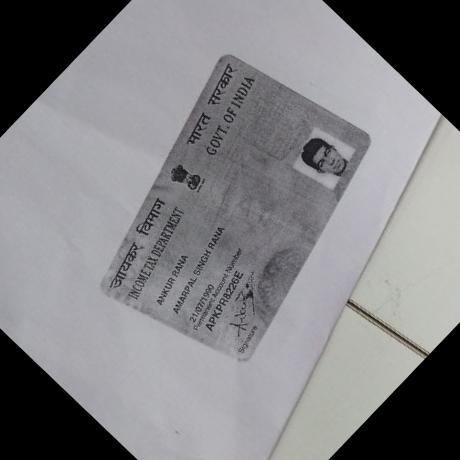 आयकर विभाग
INCOME TAX DEPARTMENT
भारत सरकार
GOVT. OF INDIA
ANKUR RANA
AMARPAL SINGH RANA
21/07/1990
Permanent Account Number
APKPR8226E
Signature